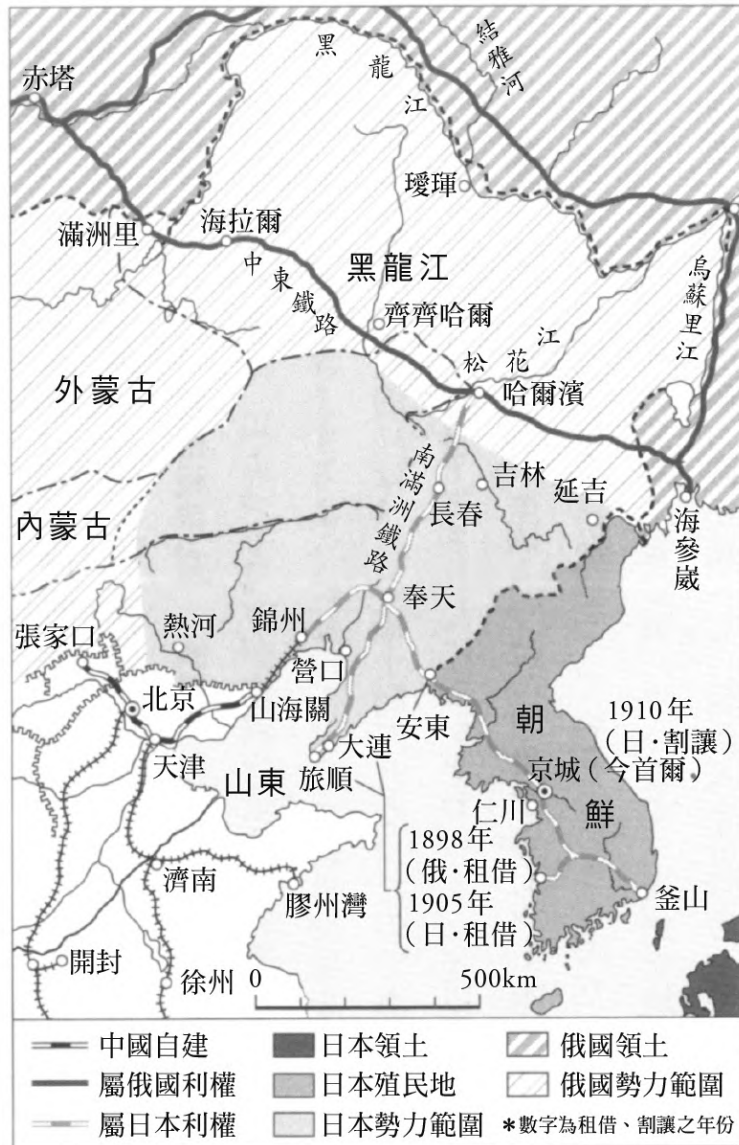 結雅河
黑龍江
赤塔
璦琿
海拉爾
滿洲里
中東鐵路
黑龍江
烏蘇里江
齊齊哈爾
松花江
外蒙古
哈爾濱
南滿洲鐵路
吉林
延吉
長春
內蒙古
海參崴
奉天
錦州
熱河
張家口
營口
北京
山海關
安東
朝鮮
1910年
(日·割讓)
大連
天津
山東
旅順
京城(今首爾)
仁川
1898年
(俄·租借)
1905年
(日·租借)
濟南
膠州灣
釜山
開封
徐州
0 500km
中國自建
日本領土
俄國領土
屬俄國利權
日本殖民地
俄國勢力範圍
屬日本利權
日本勢力範圍
*數字為租借、割讓之年份